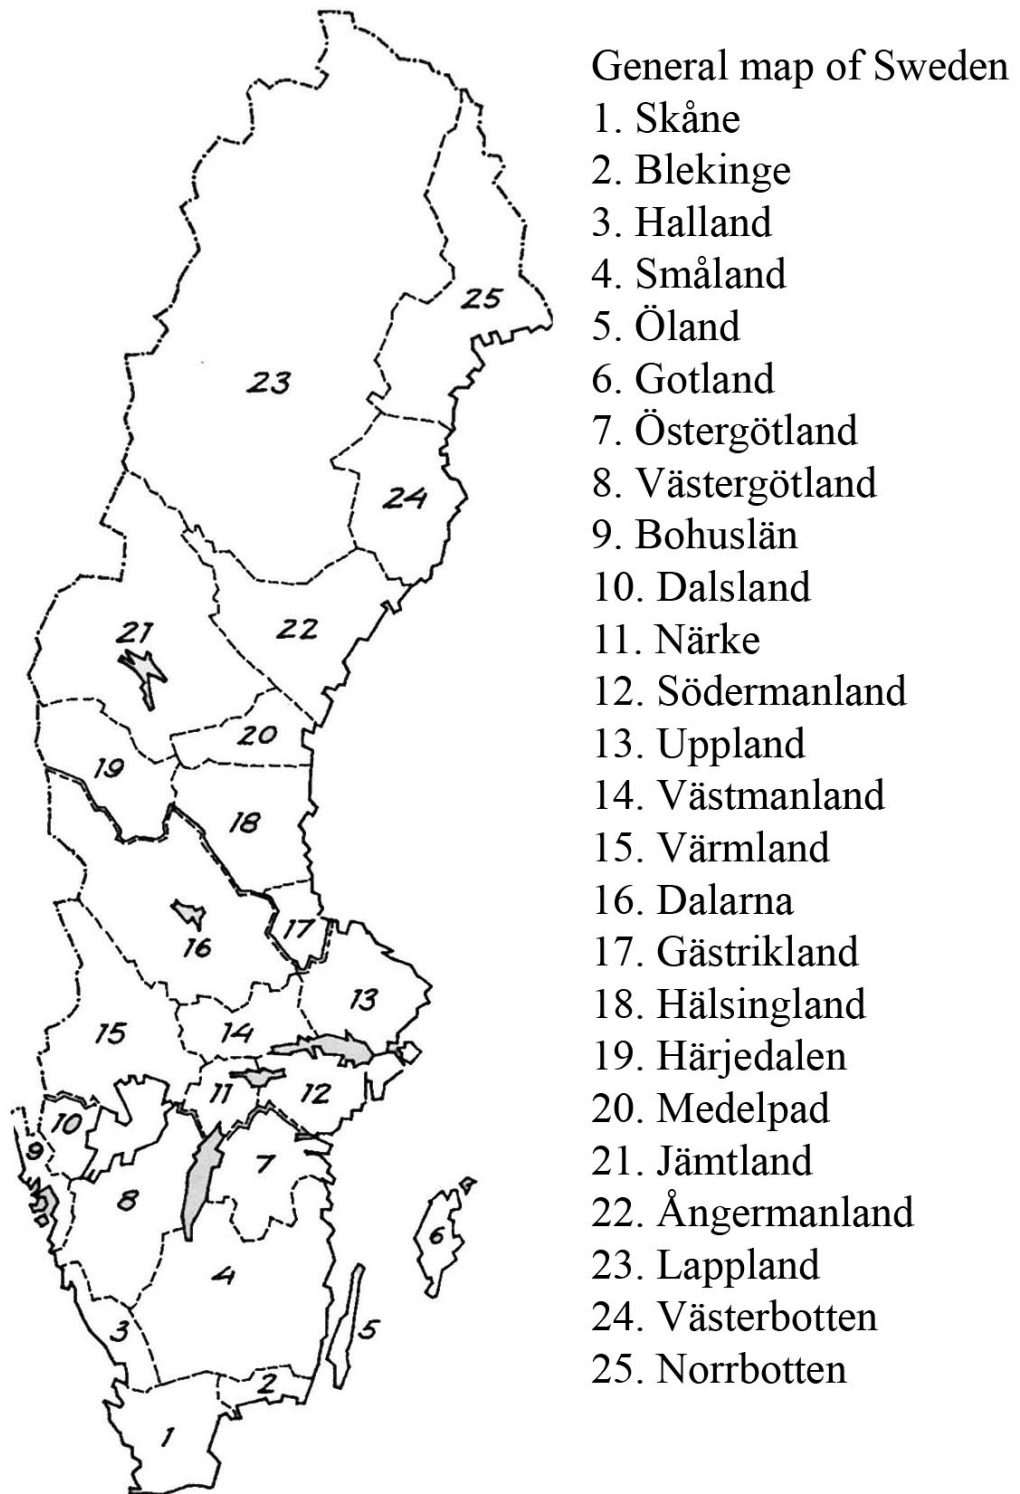 General map of Sweden
1. Skåne
2. Blekinge
3. Halland
4. Småland
5. Öland
6. Gotland
7. Östergötland
8. Västergötland
9. Bohuslän
10. Dalsland
11. Närke
12. Södermanland
13. Uppland
14. Västmanland
15. Värmland
16. Dalarna
17. Gästrikland
18. Hälsingland
19. Härjedalen
20. Medelpad
21. Jämtland
22. Ångermanland
23. Lappland
24. Västerbotten
25. Norrbotten
25
23
24
22
21
20
19
18
17
16
13
15
14
11
12
10
9
7
8
6
4
5
3
2
1